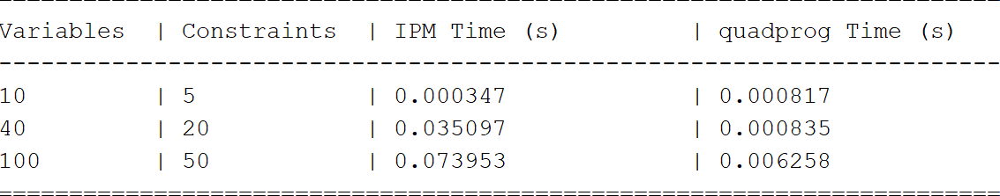 Variables | Constraints | IPM Time (s) | quadprog Time (s)
10 | 5 | 0.000347 | 0.000817
40 | 20 | 0.035097 | 0.000835
100 | 50 | 0.073953 | 0.006258